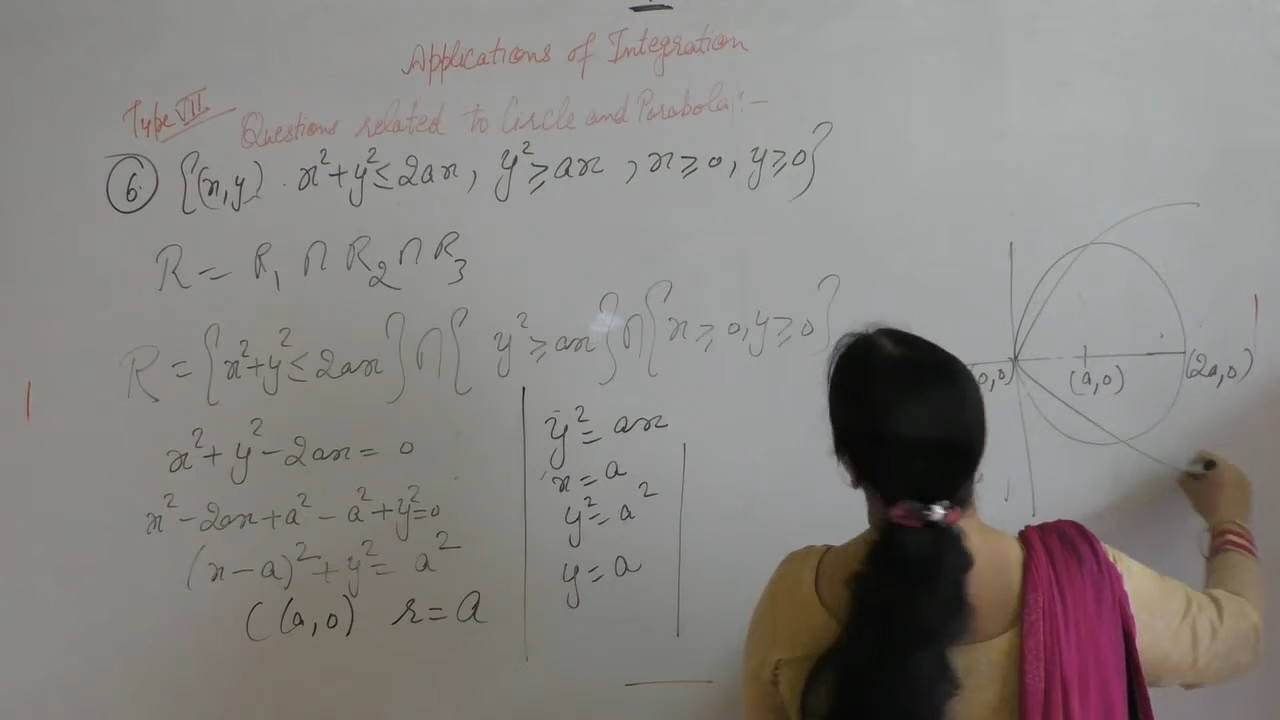 Applications of Integration
Type VII
Questions related to Circle and Parabola:-
6. {(x,y) . x²+y² ≤ 2ax, y² ≥ ax, x ≥ 0, y ≥ 0}
R = R₁ ∩ R₂ ∩ R₃
R = {x²+y² ≤ 2ax} ∩ { y² ≥ ax} ∩ {x ≥ 0, y ≥ 0}
x²+y²-2ax = 0
x²-2ax+a²-a²+y²=0
(x-a)²+y² = a²
C(a,0) r=a
y² = ax
x = a
y² = a²
y = a
0,0)
(a,0)
(2a,0)